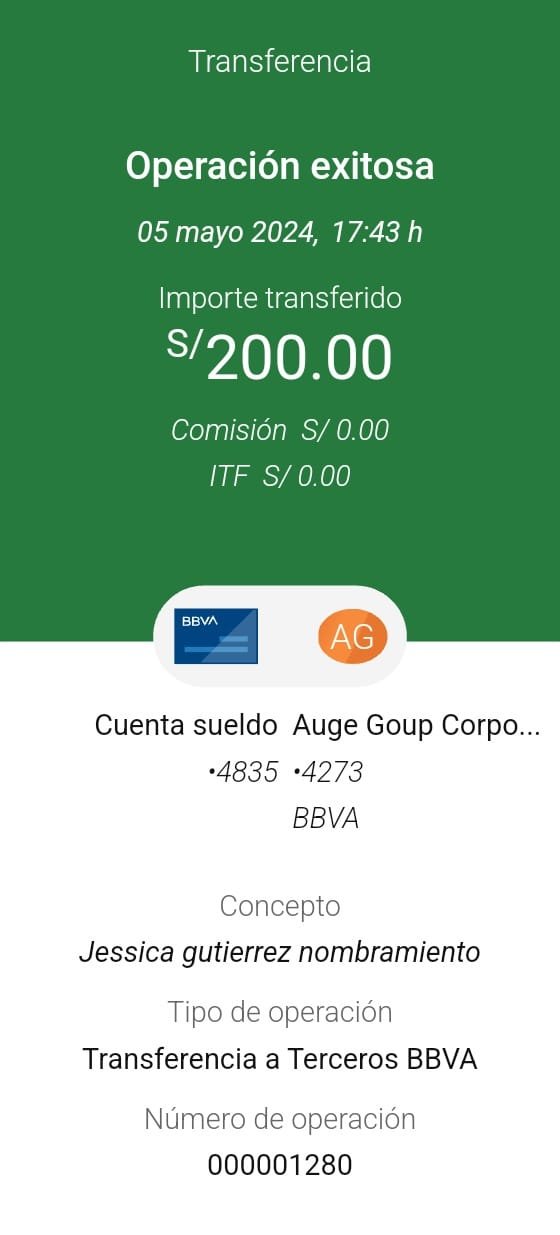 Transferencia
Operación exitosa
05 mayo 2024, 17:43 h
Importe transferido
S/200.00
Comisión S/ 0.00
ITF S/ 0.00
BBVA
AG
Cuenta sueldo Auge Goup Corpo...
•4835 •4273
BBVA
Concepto
Jessica gutierrez nombramiento
Tipo de operación
Transferencia a Terceros BBVA
Número de operación
000001280